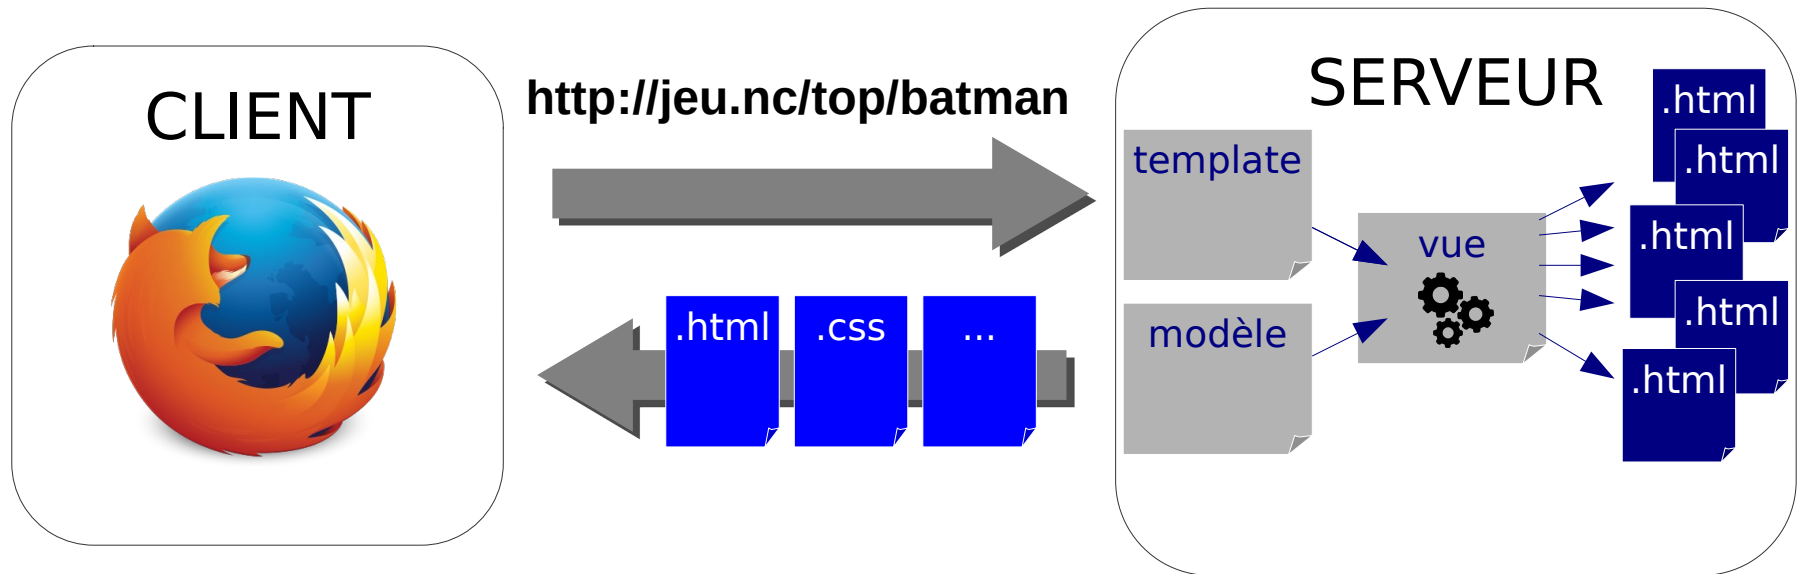 CLIENT
http://jeu.nc/top/batman
.html
.css
...
SERVEUR
template
modèle
vue
.html
.html
.html
.html
.html